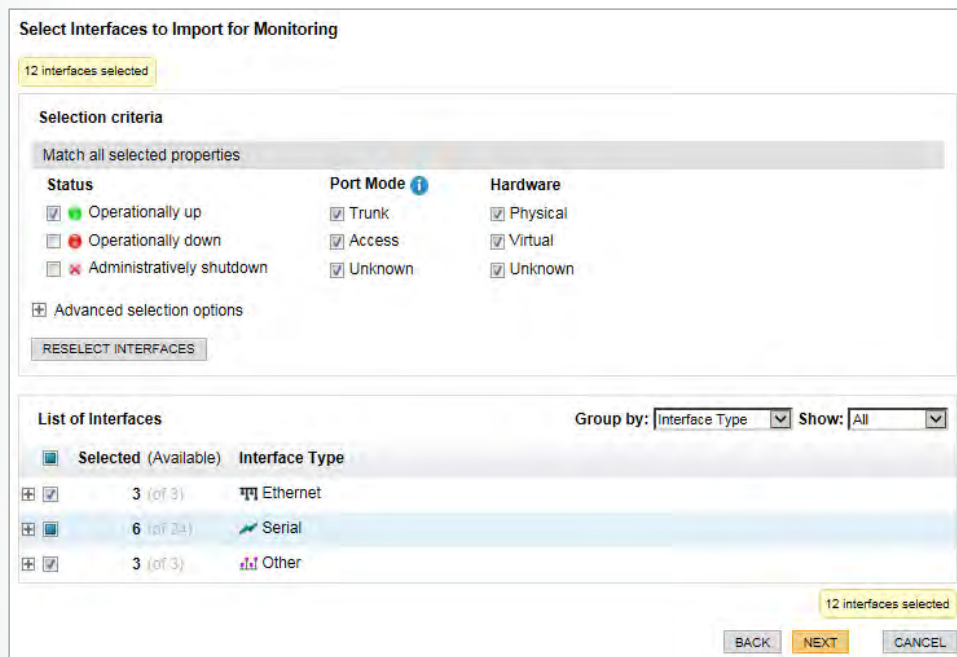 Select Interfaces to Import for Monitoring
12 interfaces selected
Selection criteria
Match all selected properties
Status Port Mode Hardware
Operationally up Trunk Physical
Operationally down Access Virtual
Administratively shutdown Unknown Unknown
Advanced selection options
RESELECT INTERFACES
List of Interfaces Group by: Interface Type Show: All
Selected (Available) Interface Type
3 (of 3) Ethernet
6 (of 24) Serial
3 (of 3) Other
12 interfaces selected
BACK NEXT CANCEL